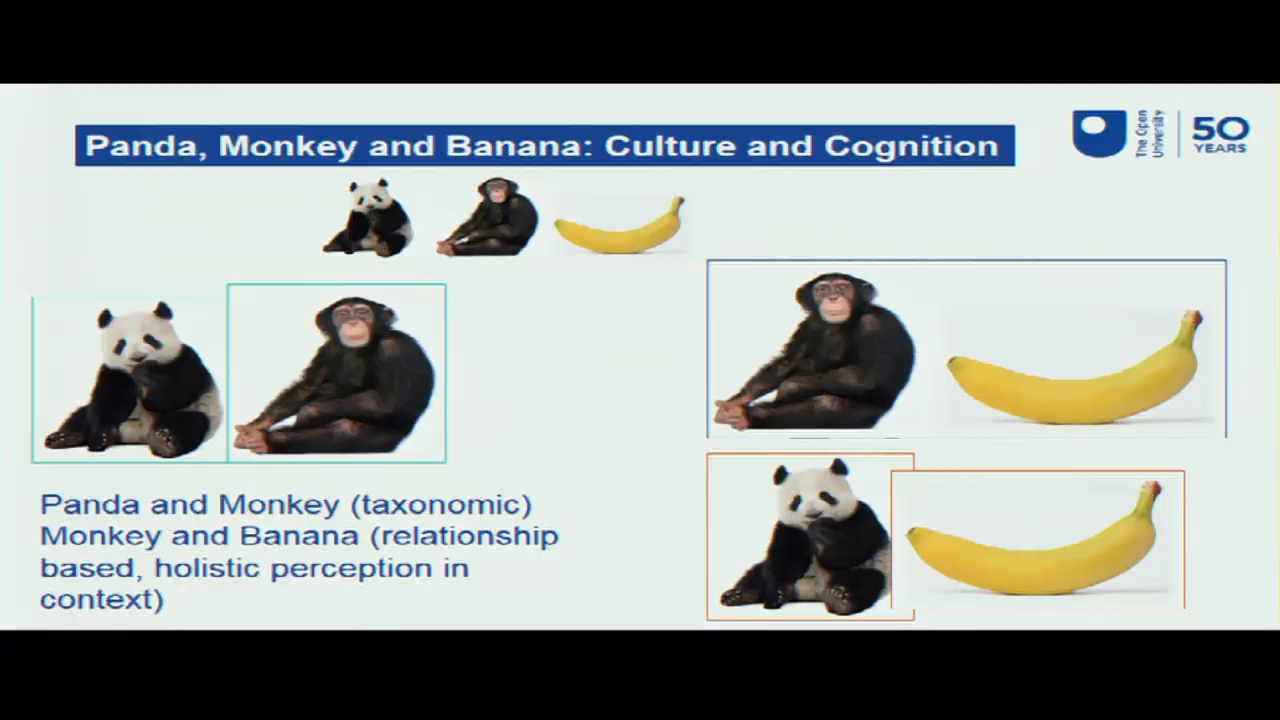 Panda, Monkey and Banana: Culture and Cognition
The Open
University
50
YEARS
Panda and Monkey (taxonomic)
Monkey and Banana (relationship
based, holistic perception in
context)